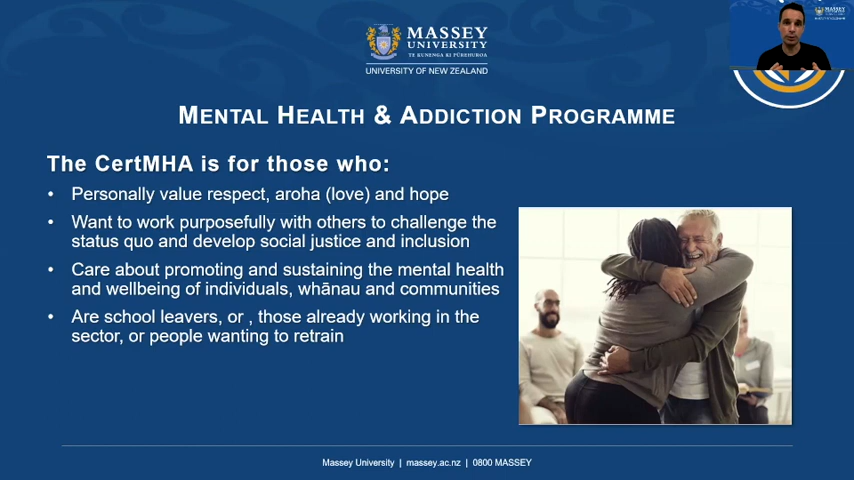 MASSEY
UNIVERSITY
TE KUNENGA KI PŪREHUROA
UNIVERSITY OF NEW ZEALAND
MENTAL HEALTH & ADDICTION PROGRAMME
The CertMHA is for those who:
• Personally value respect, aroha (love) and hope
• Want to work purposefully with others to challenge the
status quo and develop social justice and inclusion
• Care about promoting and sustaining the mental health
and wellbeing of individuals, whānau and communities
• Are school leavers, or , those already working in the
sector, or people wanting to retrain
Massey University | massey.ac.nz | 0800 MASSEY